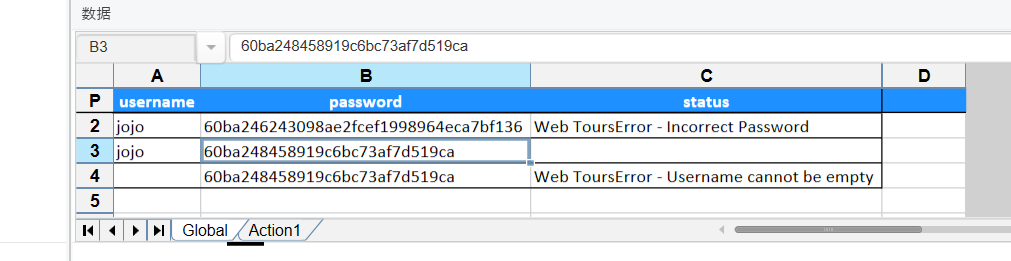 数据
B3 60ba248458919c6bc73af7d519ca
A B C D
P username password status
2 jojo 60ba246243098ae2fcef1998964eca7bf136 Web ToursError - Incorrect Password
3 jojo 60ba248458919c6bc73af7d519ca
4 60ba248458919c6bc73af7d519ca Web ToursError - Username cannot be empty
5
Global Action1